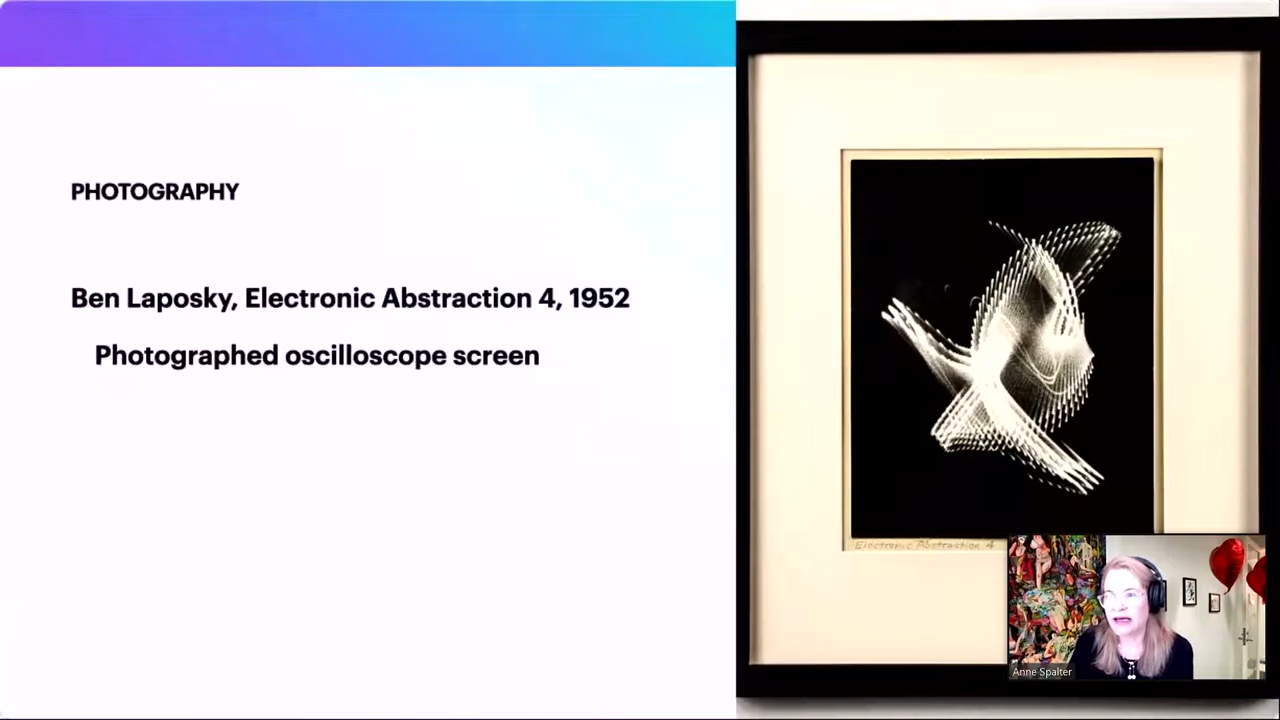 PHOTOGRAPHY
Ben Laposky, Electronic Abstraction 4, 1952
Photographed oscilloscope screen
Electronic Abstraction 4
Anne Spalter